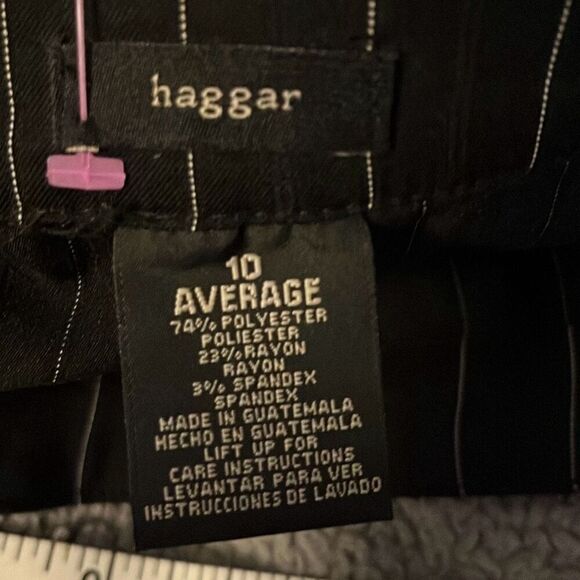 haggar
10
AVERAGE
74% POLYESTER
POLIESTER
23% RAYON
RAYON
3% SPANDEX
SPANDEX
MADE IN GUATEMALA
HECHO EN GUATEMALA
LIFT UP FOR
CARE INSTRUCTIONS
LEVANTAR PARA VER
INSTRUCCIONES DE LAVADO